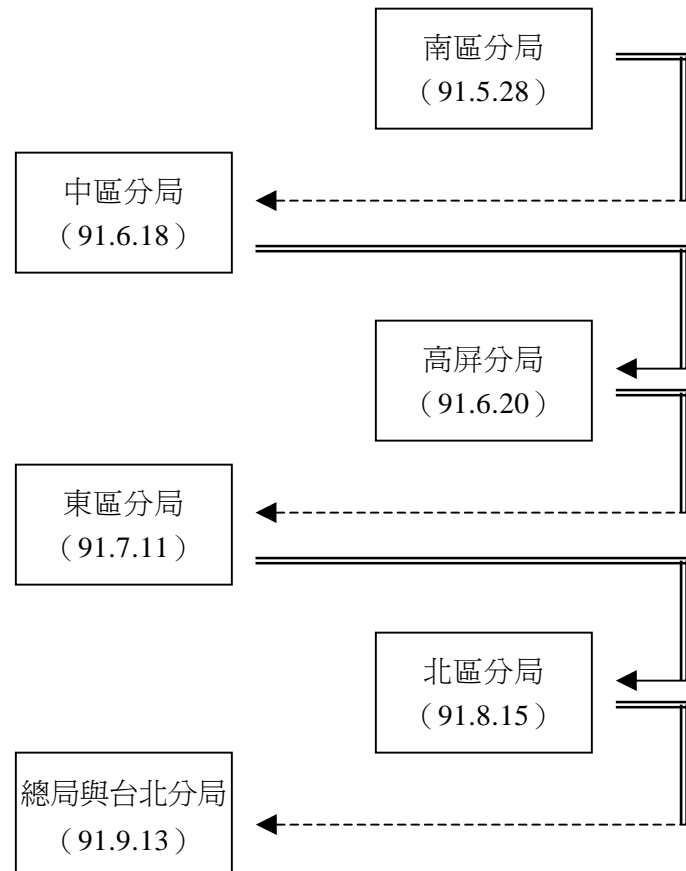 南區分局
（91.5.28）
中區分局
（91.6.18）
高屏分局
（91.6.20）
東區分局
（91.7.11）
北區分局
（91.8.15）
總局與台北分局
（91.9.13）